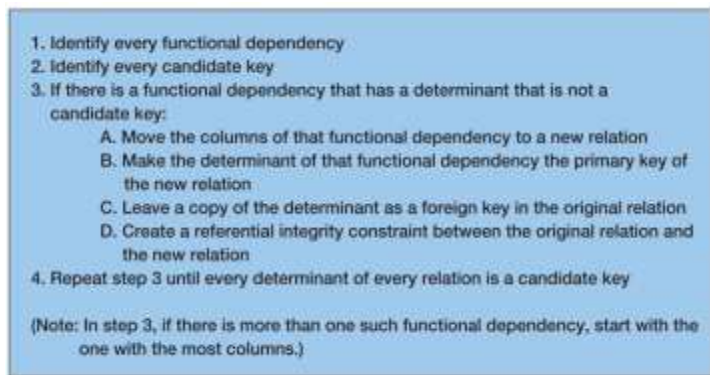 1. Identify every functional dependency
2. Identify every candidate key
3. If there is a functional dependency that has a determinant that is not a
candidate key:
A. Move the columns of that functional dependency to a new relation
B. Make the determinant of that functional dependency the primary key of
the new relation
C. Leave a copy of the determinant as a foreign key in the original relation
D. Create a referential integrity constraint between the original relation and
the new relation
4. Repeat step 3 until every determinant of every relation is a candidate key
(Note: In step 3, if there is more than one such functional dependency, start with the
one with the most columns.)